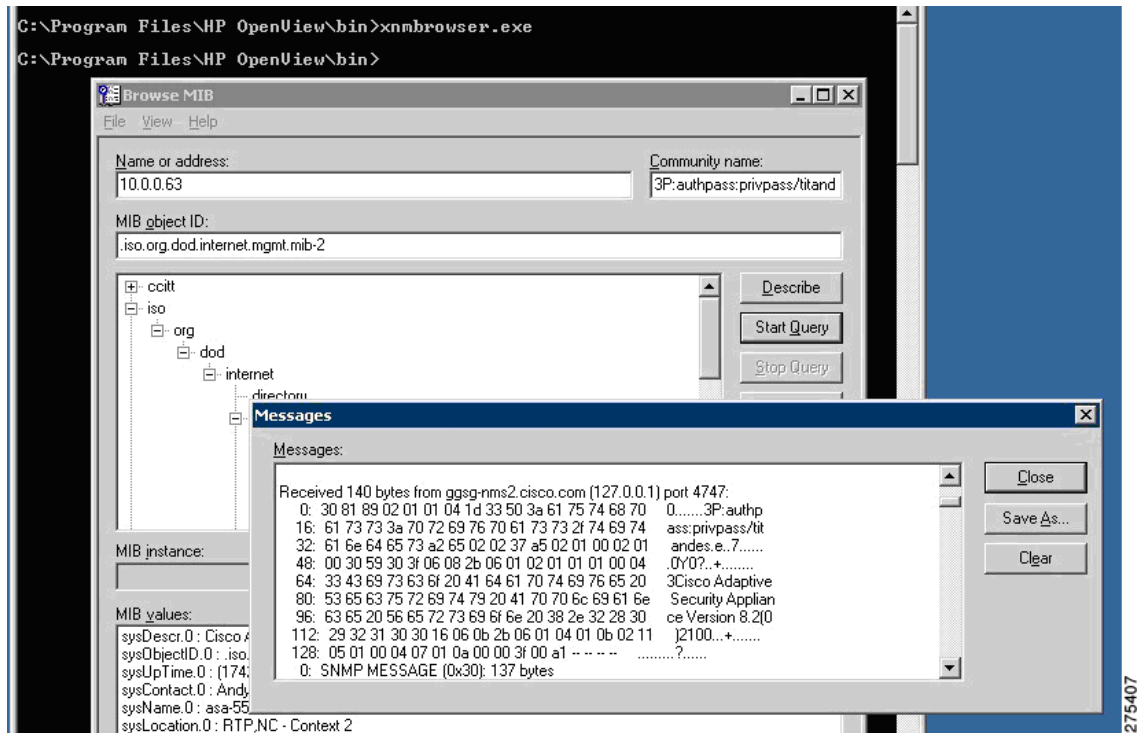 C:\Program Files\HP OpenView\bin>xnmbrowser.exe
C:\Program Files\HP OpenView\bin>
Browse MIB
File View Help
Name or address:
Community name:
10.0.0.63
3P:authpass:privpass/titand
MIB object ID:
.iso.org.dod.internet.mgmt.mib-2
ccitt
iso
org
dod
internet
directory
Describe
Start Query
Stop Query
Messages
Messages:
Received 140 bytes from ggsg-nms2.cisco.com (127.0.0.1) port 4747:
0: 30 81 89 02 01 01 04 1d 33 50 3a 61 75 74 68 70 0.......3P:authp
16: 61 73 73 3a 70 72 69 76 70 61 73 73 2f 74 69 74 ass:privpass/tit
32: 61 6e 64 65 73 a2 65 02 02 37 a5 02 01 00 02 01 andes.e..7......
48: 00 30 59 30 3f 06 08 2b 06 01 02 01 01 01 00 04 .0Y0?..+........
64: 33 43 69 73 63 6f 20 41 64 61 70 74 69 76 65 20 3Cisco Adaptive
80: 53 65 63 75 72 69 74 79 20 41 70 70 6c 69 61 6e Security Applian
96: 63 65 20 56 65 72 73 69 6f 6e 20 38 2e 32 28 30 ce Version 8.2(0
112: 29 32 31 30 30 16 06 0b 2b 06 01 04 01 0b 02 11 )2100...+.......
128: 05 01 00 04 07 01 0a 00 00 3f 00 a1 -- -- -- -- .........?......
0: SNMP MESSAGE (0x30): 137 bytes
Close
Save As...
Clear
MIB instance:
MIB values:
sysDescr.0 : Cisco A
sysObjectID.0 : .iso.
sysUpTime.0 : (174
sysContact.0 : Andy
sysName.0 : asa-55
sysLocation.0 : RTP,NC - Context 2
275407